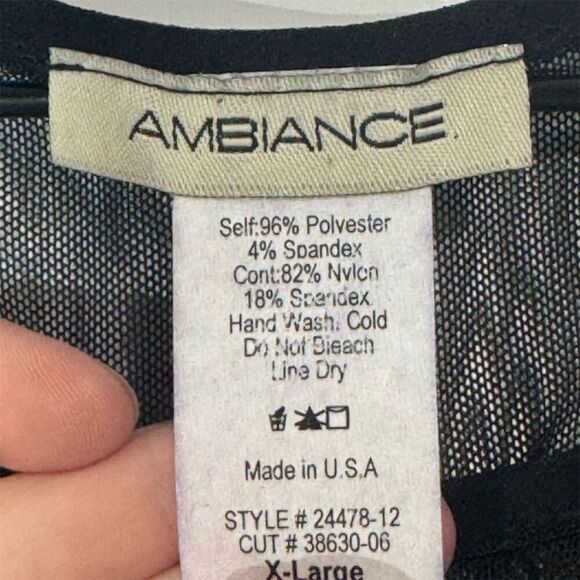 AMBIANCE.
Self:96% Polyester
4% Spandex
Cont:82% Nylon
18% Spandex
Hand Wash. Cold
Do Not Bleach
Line Dry
Made in U.S.A
STYLE # 24478-12
CUT # 38630-06
X-Large